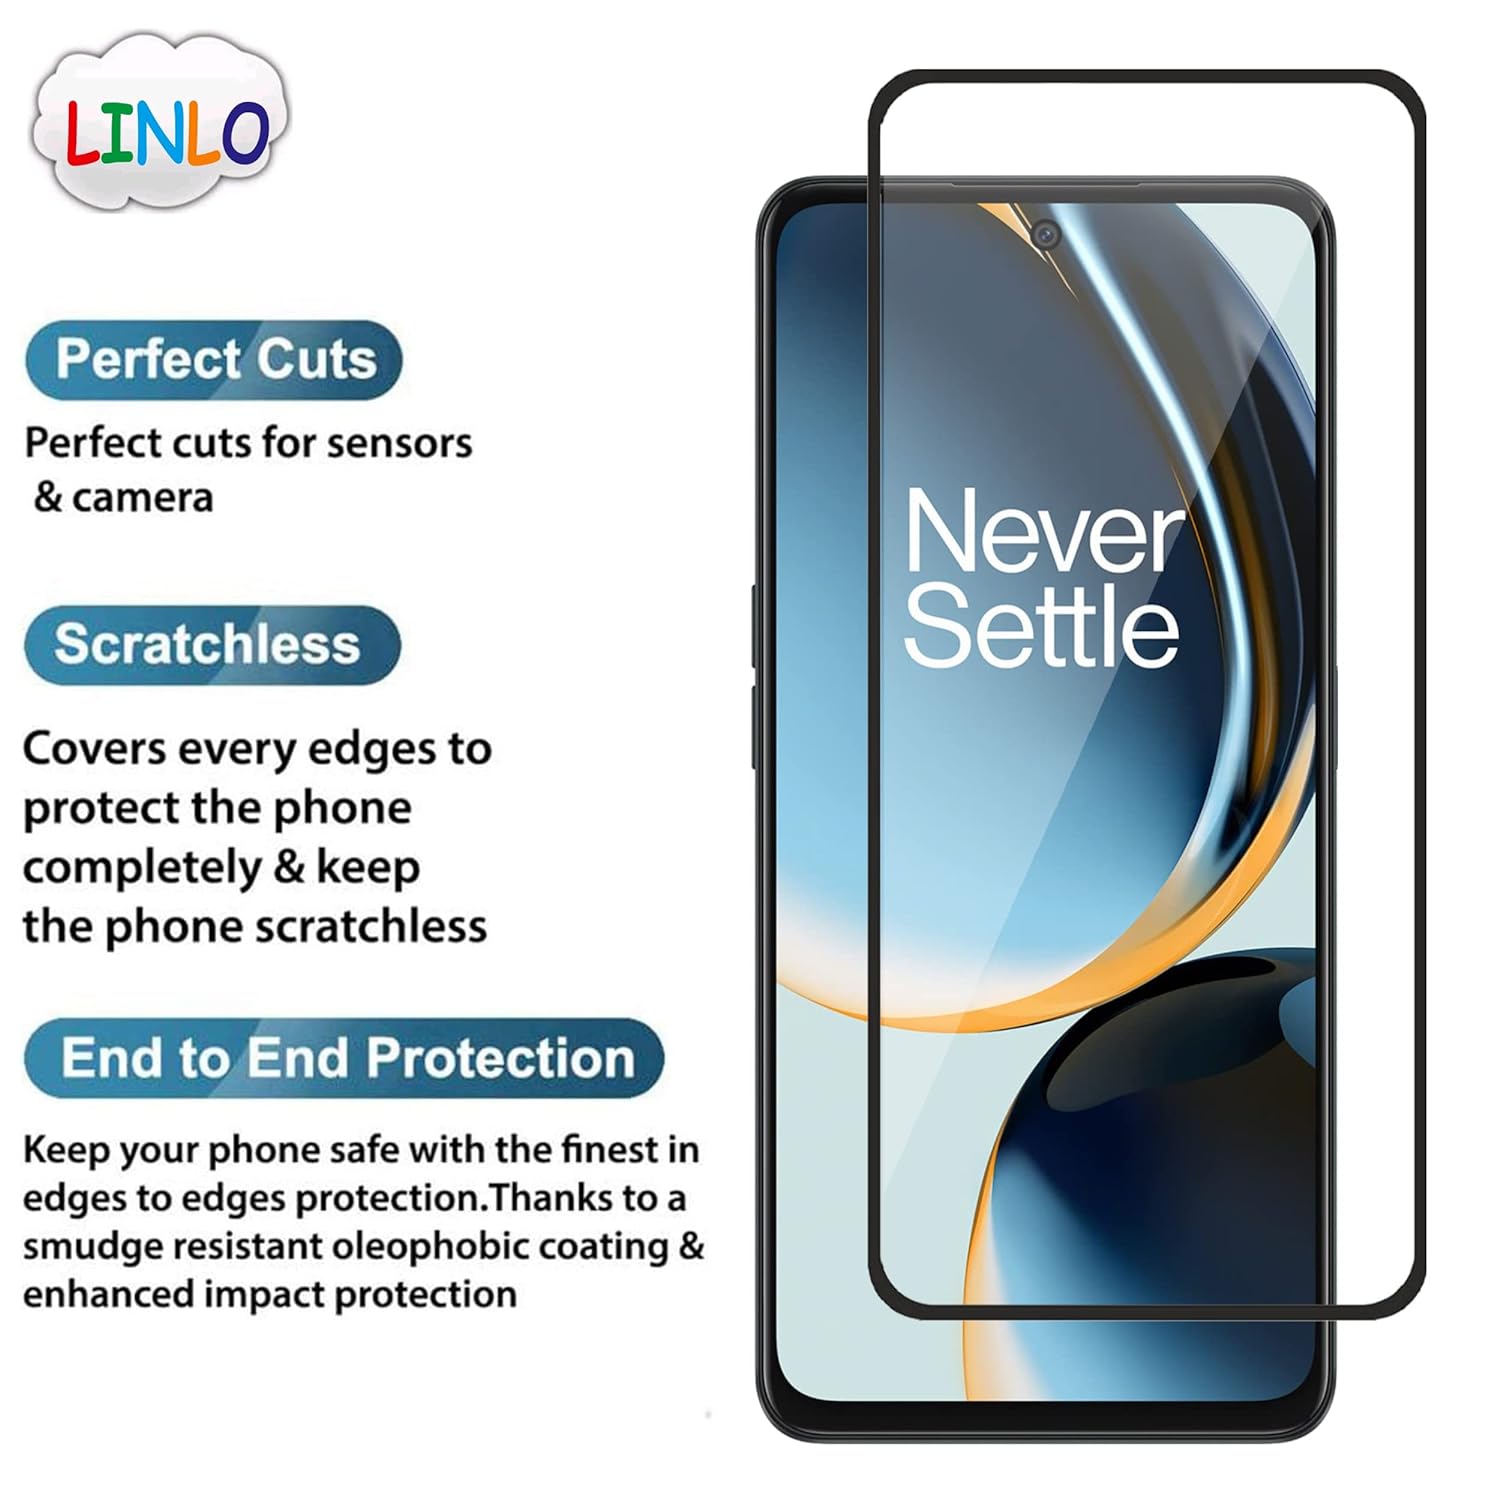 LINLO
Perfect Cuts
Perfect cuts for sensors
& camera
Scratchless
Covers every edges to
protect the phone
completely & keep
the phone scratchless
End to End Protection
Keep your phone safe with the finest in
edges to edges protection.Thanks to a
smudge resistant oleophobic coating &
enhanced impact protection
Never
Settle